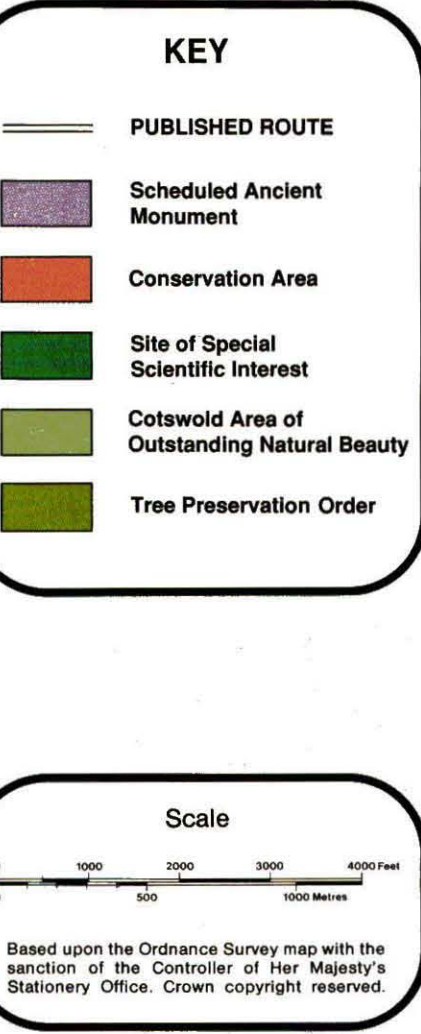 KEY
PUBLISHED ROUTE
Scheduled Ancient
Monument
Conservation Area
Site of Special
Scientific Interest
Cotswold Area of
Outstanding Natural Beauty
Tree Preservation Order
Scale
1000 2000 3000 4000 Feet
500 1000 Metres
Based upon the Ordnance Survey map with the
sanction of the Controller of Her Majesty's
Stationery Office. Crown copyright reserved.